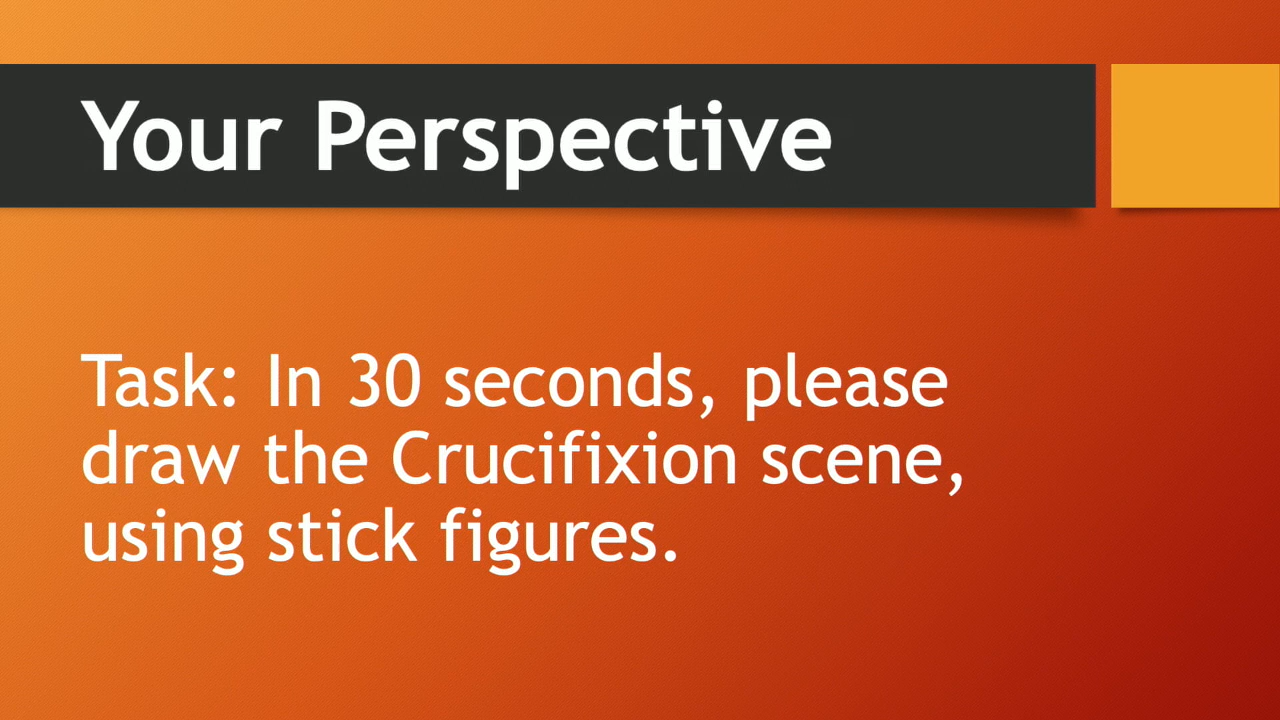 Your Perspective
Task: In 30 seconds, please
draw the Crucifixion scene,
using stick figures.